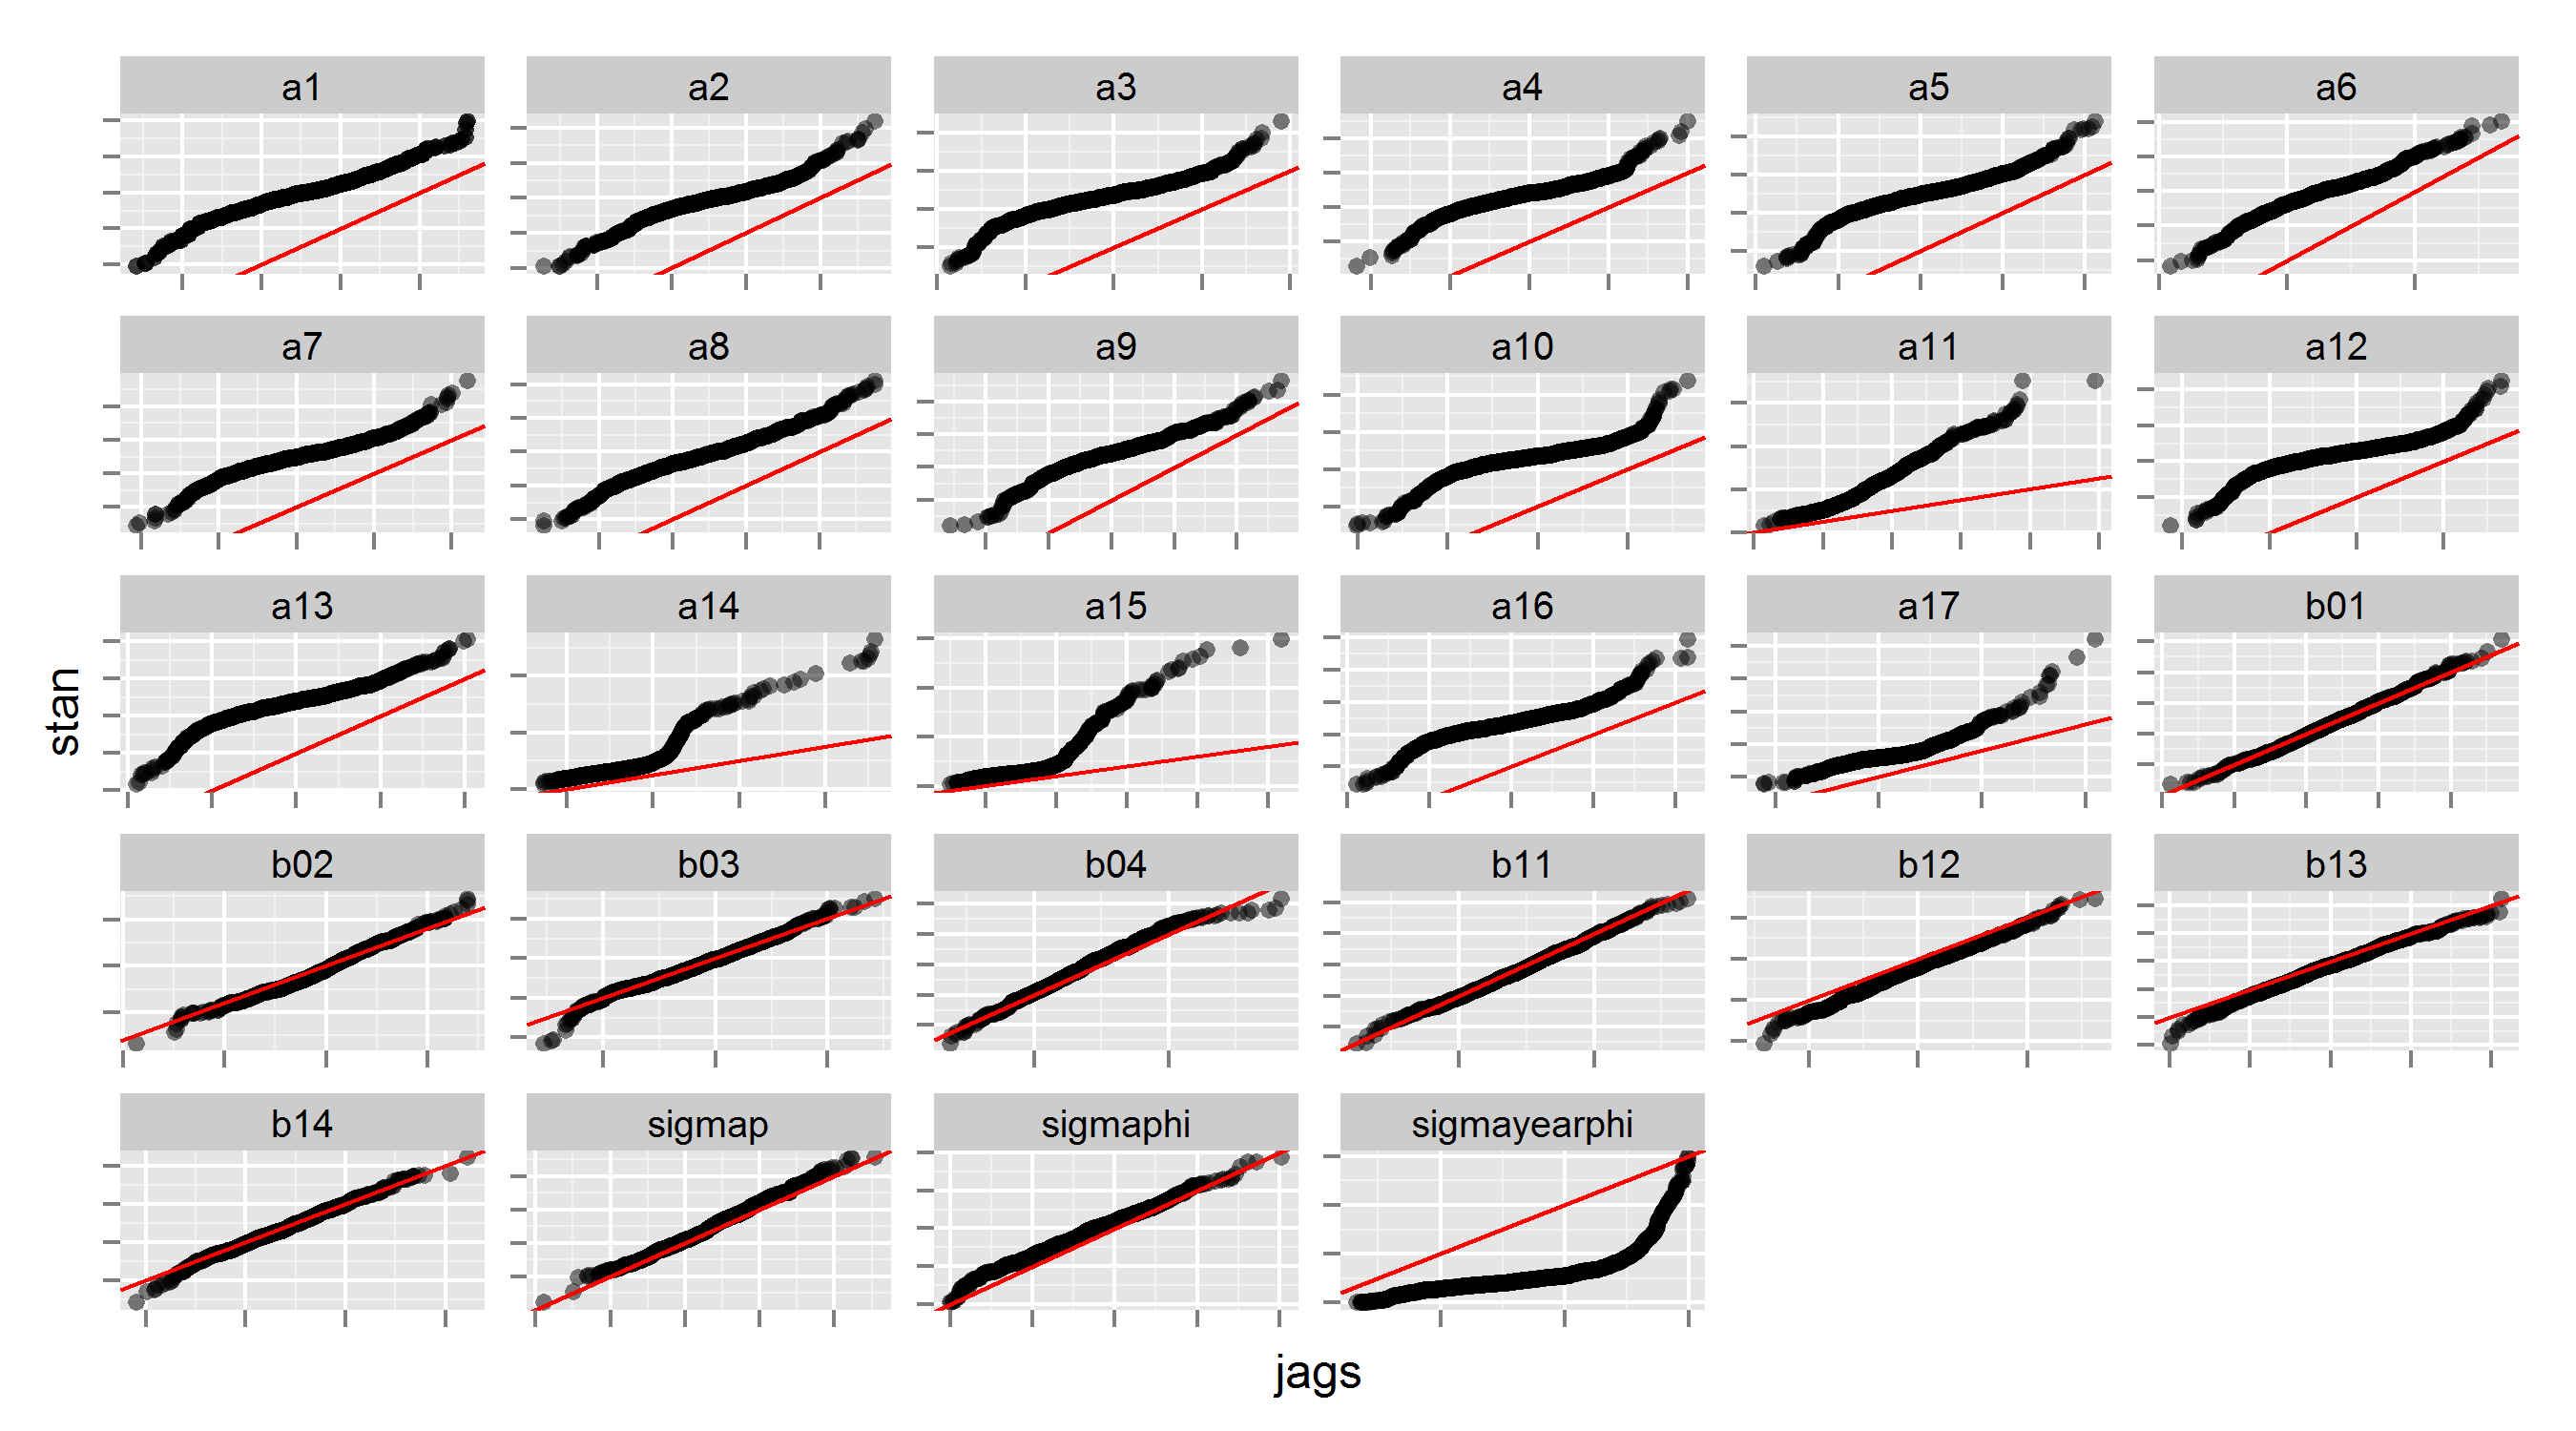 a1 a2 a3 a4 a5 a6
a7 a8 a9 a10 a11 a12
a13 a14 a15 a16 a17 b01
b02 b03 b04 b11 b12 b13
b14 sigmap sigmaphi sigmayearphi
stan
jags